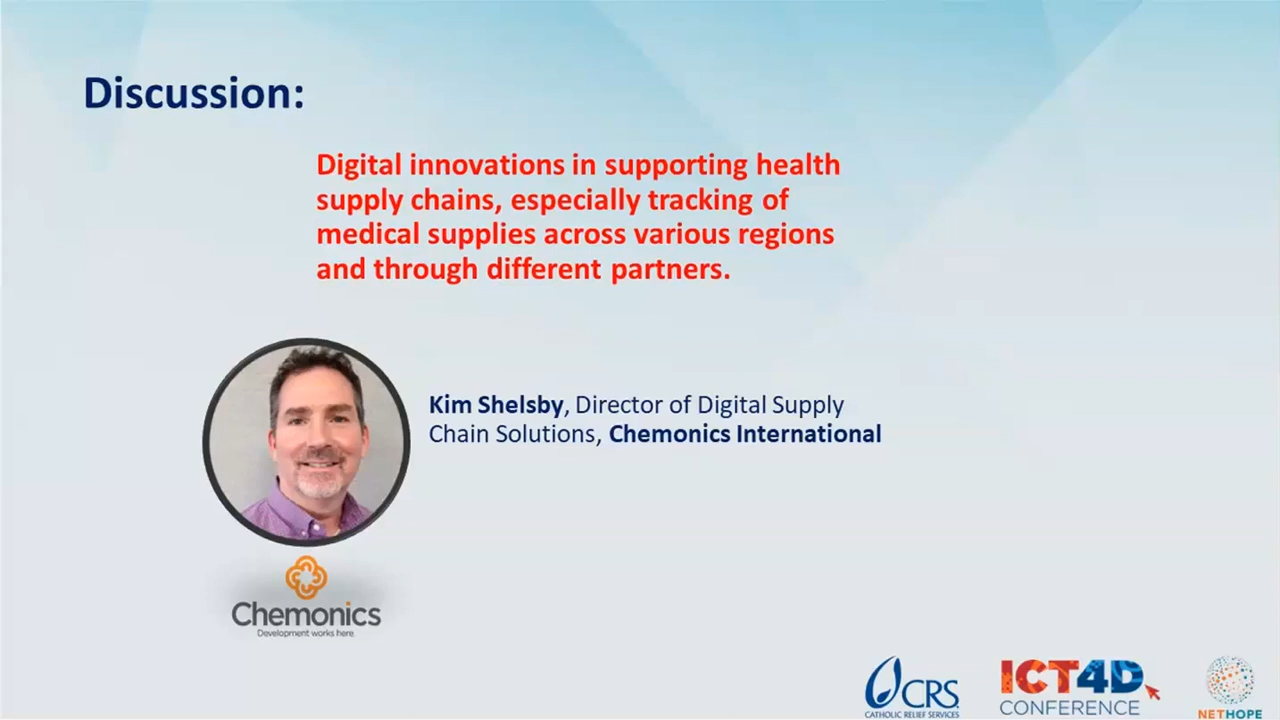 Discussion:
Digital innovations in supporting health
supply chains, especially tracking of
medical supplies across various regions
and through different partners.
Kim Shelsby, Director of Digital Supply
Chain Solutions, Chemonics International
Chemonics
Development works here.
CRS
CATHOLIC RELIEF SERVICES
ICT4D
CONFERENCE
NETHOPE